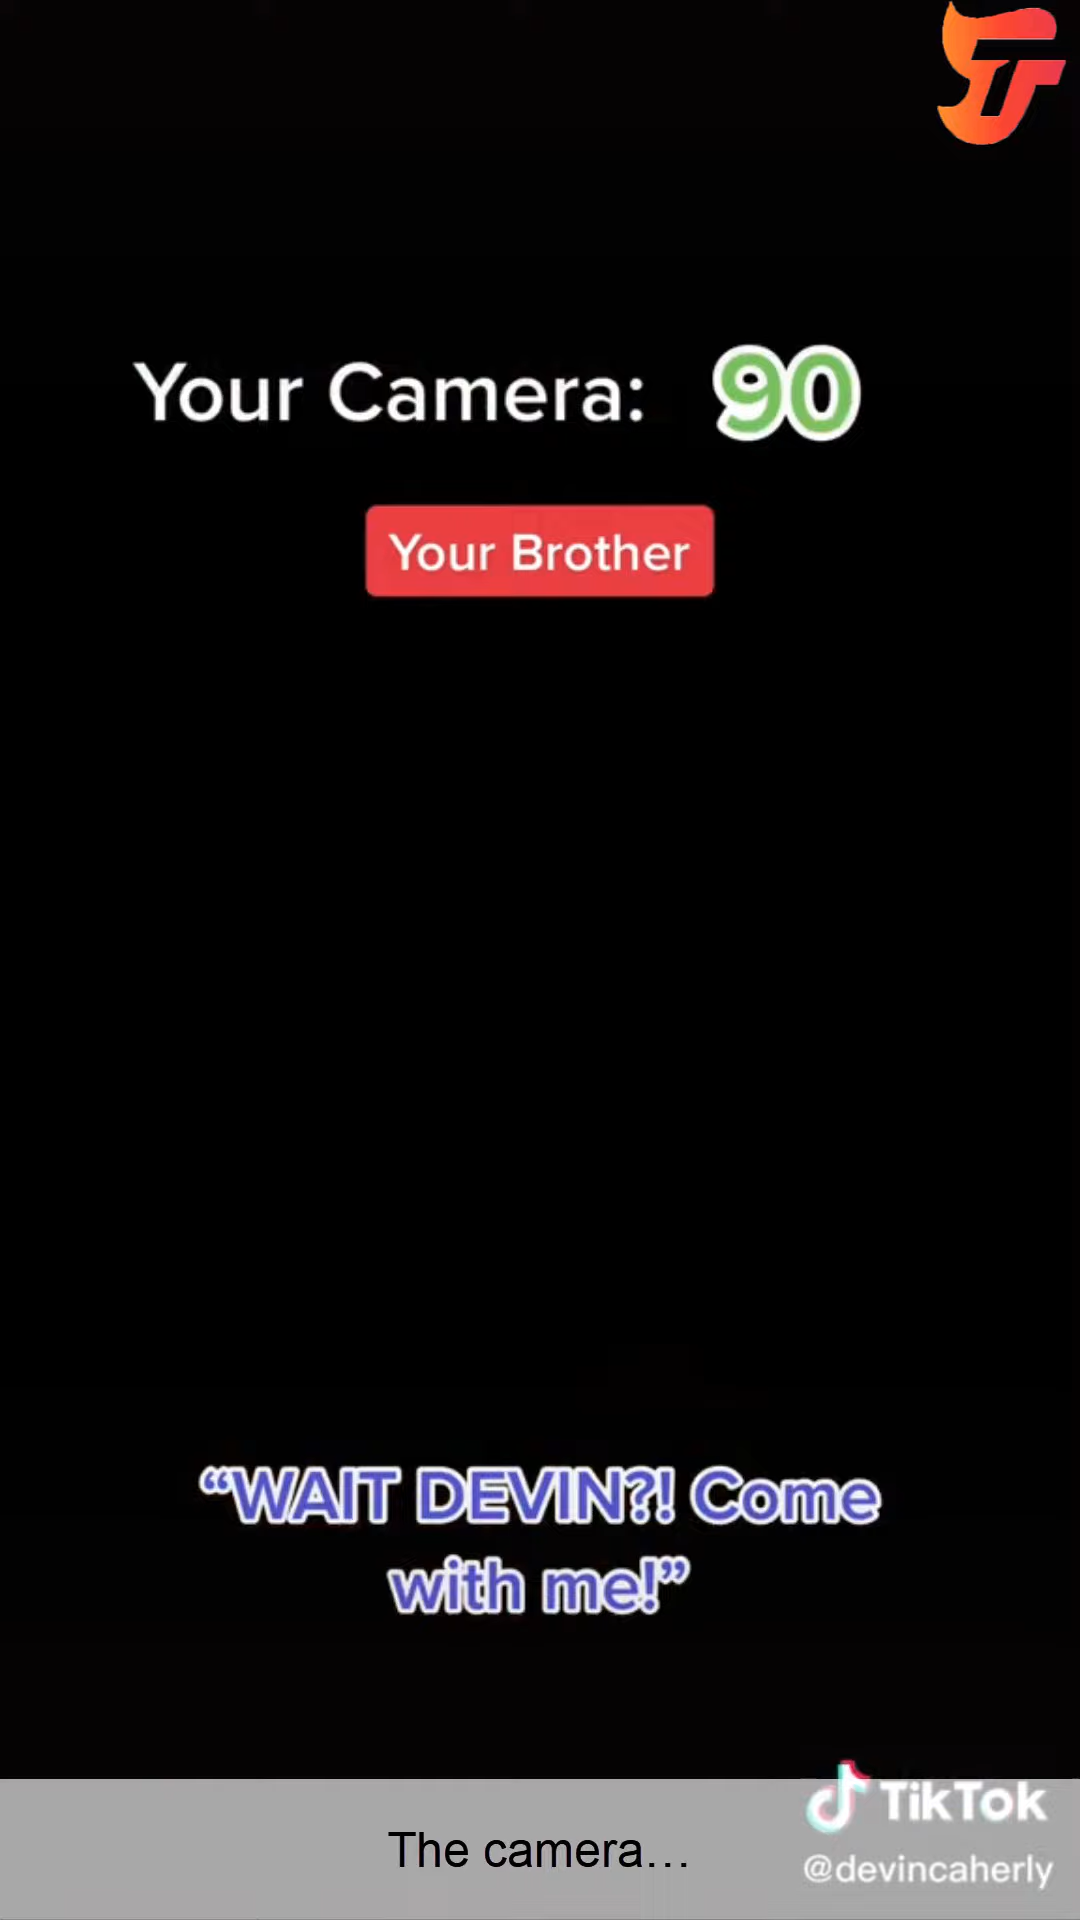 Your Camera: 90
Your Brother
“WAIT DEVIN?! Come
with me!”
TikTok
The camera...
@devincaherly